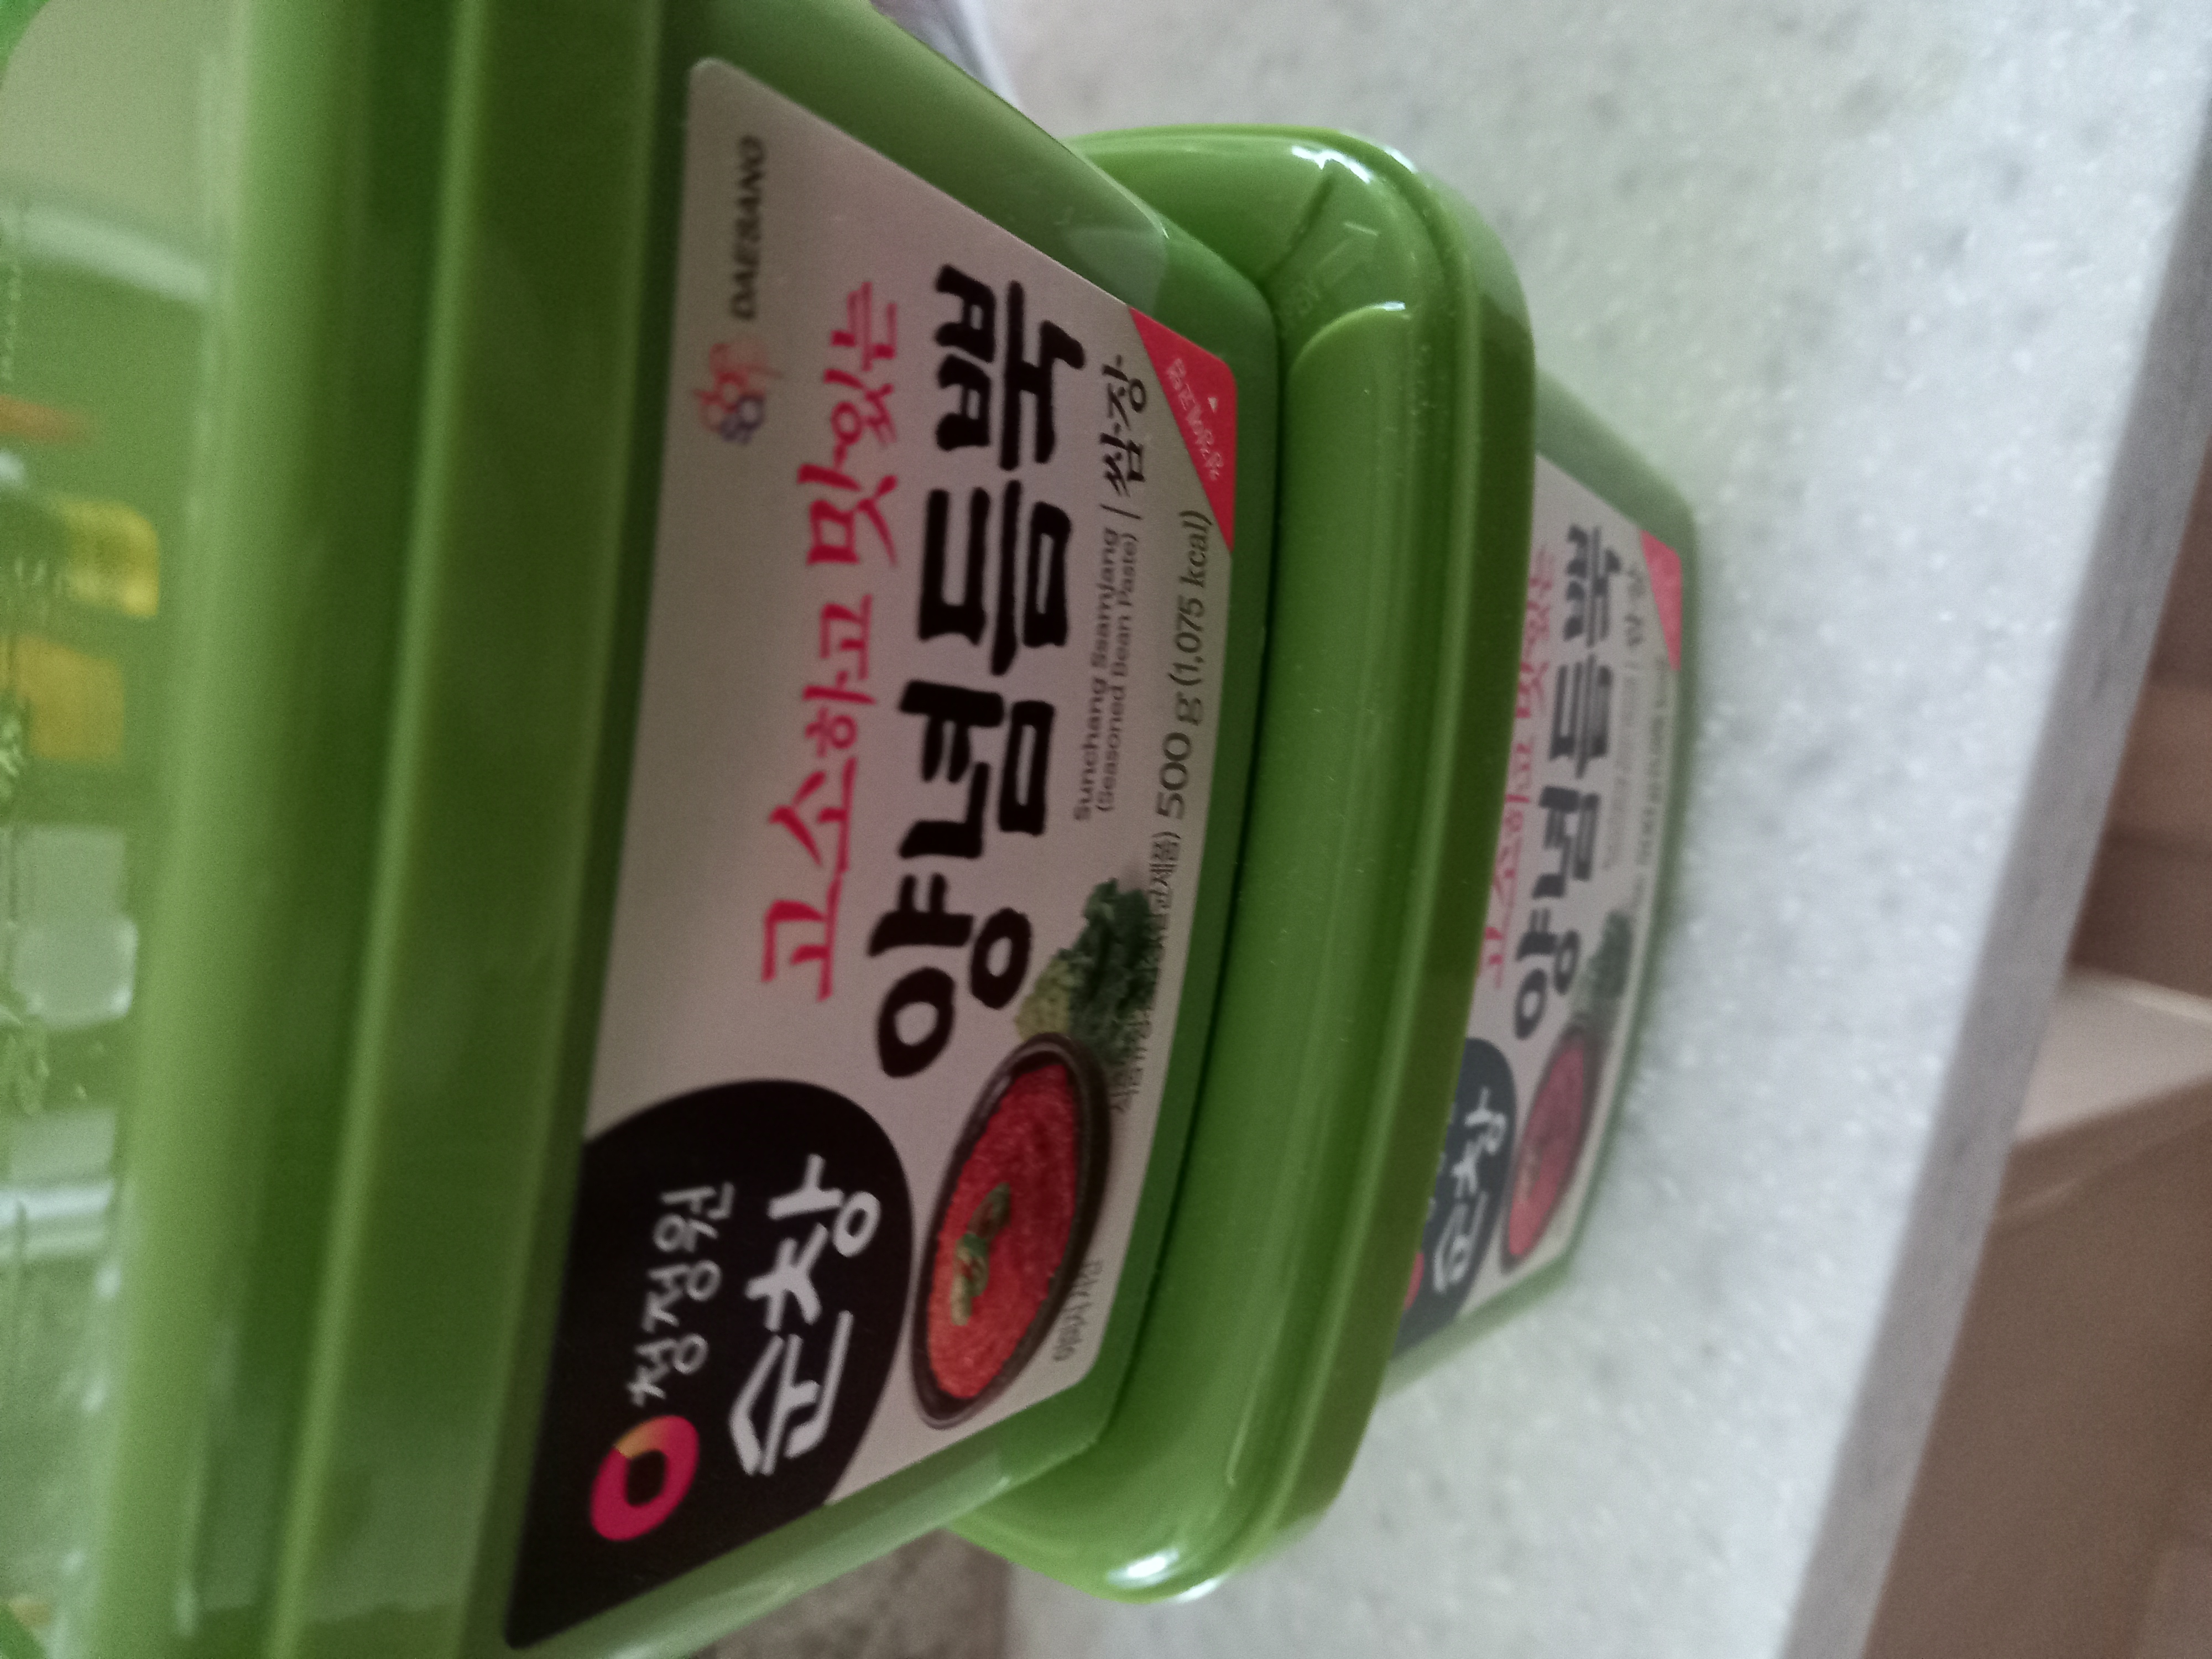 DAESANG
청정원
순창
고소하고 맛있는
양념듬뿍
Sunchang Ssamjang
(Seasoned Bean Paste) | 쌈장
500 g (1,075 kcal)
순창
고소하고 맛있는
양념듬뿍